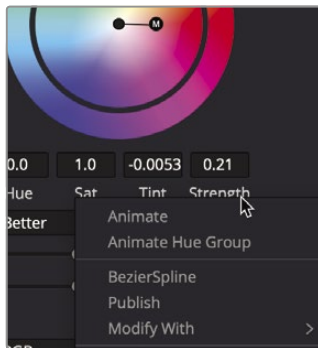 M
0.0 1.0 -0.0053 0.21
Hue Sat Tint Strength
Better
Animate
Animate Hue Group
BezierSpline
Publish
Modify With >